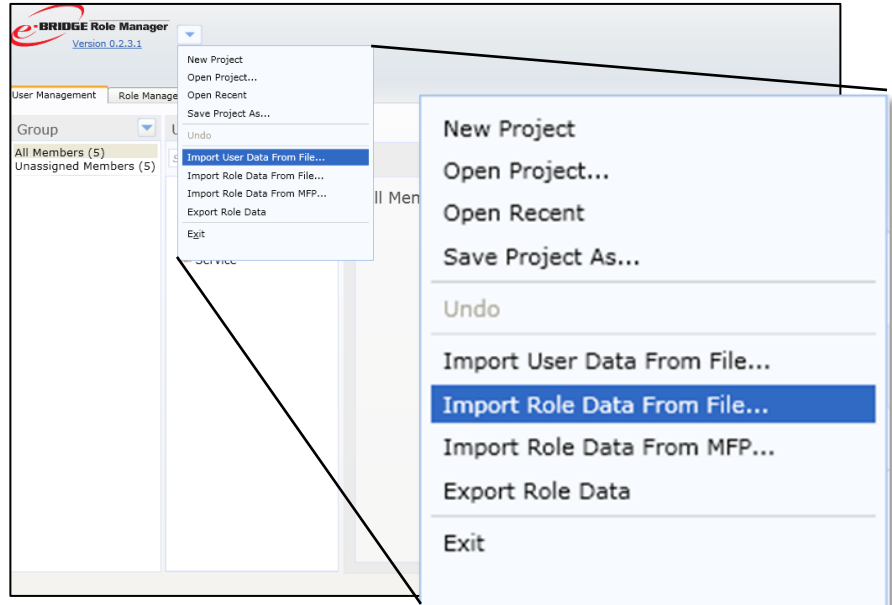 e-BRIDGE Role Manager
Version 0.2.3.1
New Project
Open Project...
Open Recent
Save Project As...
Undo
Import User Data From File...
Import Role Data From File...
Import Role Data From MFP...
Export Role Data
Exit
User Management
Role Manage
Group
All Members (5)
Unassigned Members (5)
U
S
ll Mem
Service
New Project
Open Project...
Open Recent
Save Project As...
Undo
Import User Data From File...
Import Role Data From File...
Import Role Data From MFP...
Export Role Data
Exit